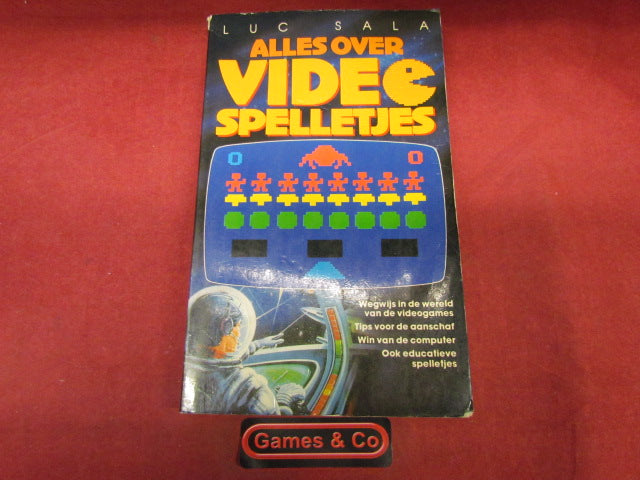 LUC SALA
ALLES OVER
VIDEO
SPELLETJES
0 0
Wegwijs in de wereld
van de videogames
Tips voor de aanschaf
Win van de computer
Ook educatieve
spelletjes
Games & Co